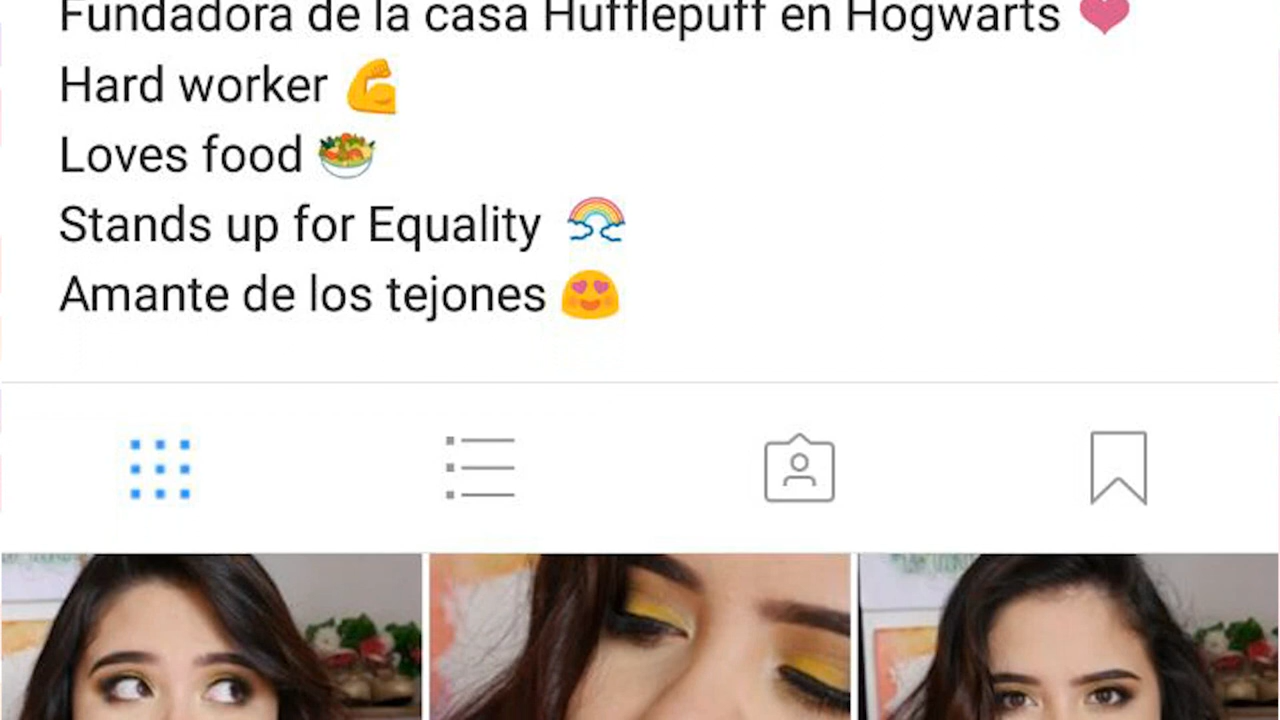 Fundadora de la casa Hufflepuff en Hogwarts ❤
Hard worker 💪
Loves food 🥗
Stands up for Equality 🌈
Amante de los tejones 😍